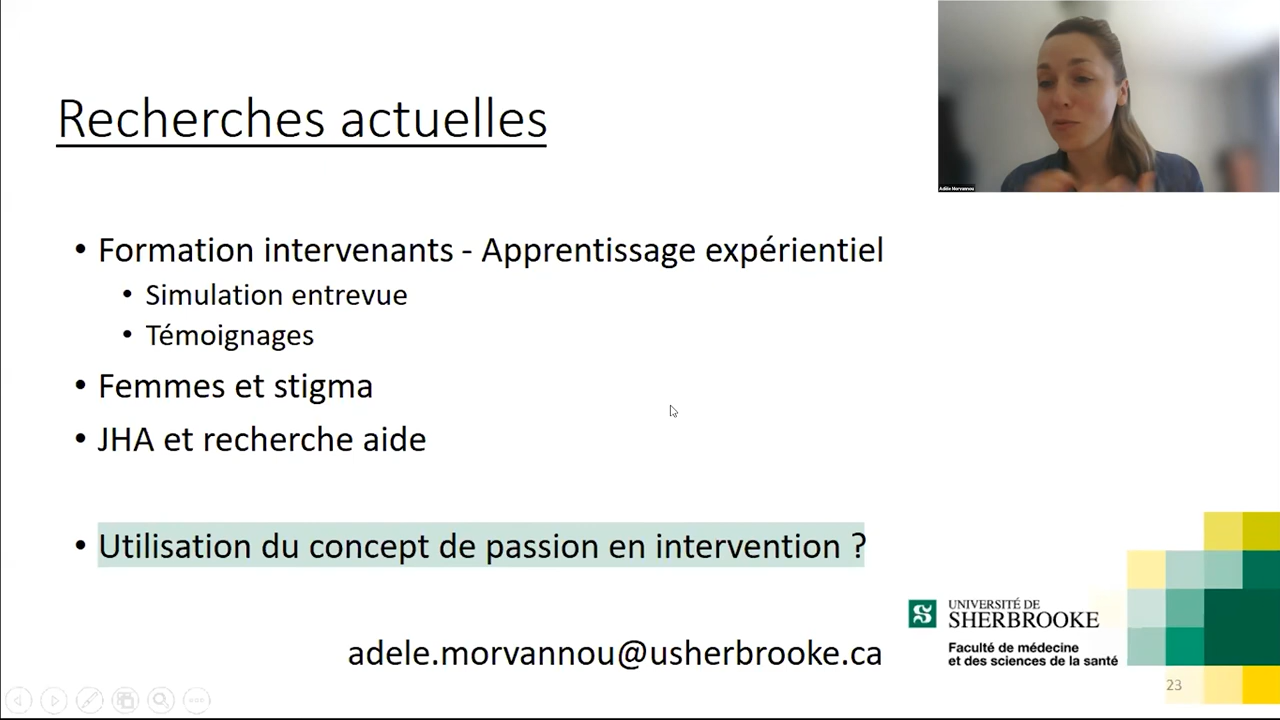 Adèle Morvannou
Recherches actuelles
• Formation intervenants - Apprentissage expérientiel
• Simulation entrevue
• Témoignages
• Femmes et stigma
• JHA et recherche aide
• Utilisation du concept de passion en intervention ?
UNIVERSITÉ DE
SHERBROOKE
Faculté de médecine
et des sciences de la santé
adele.morvannou@usherbrooke.ca
23